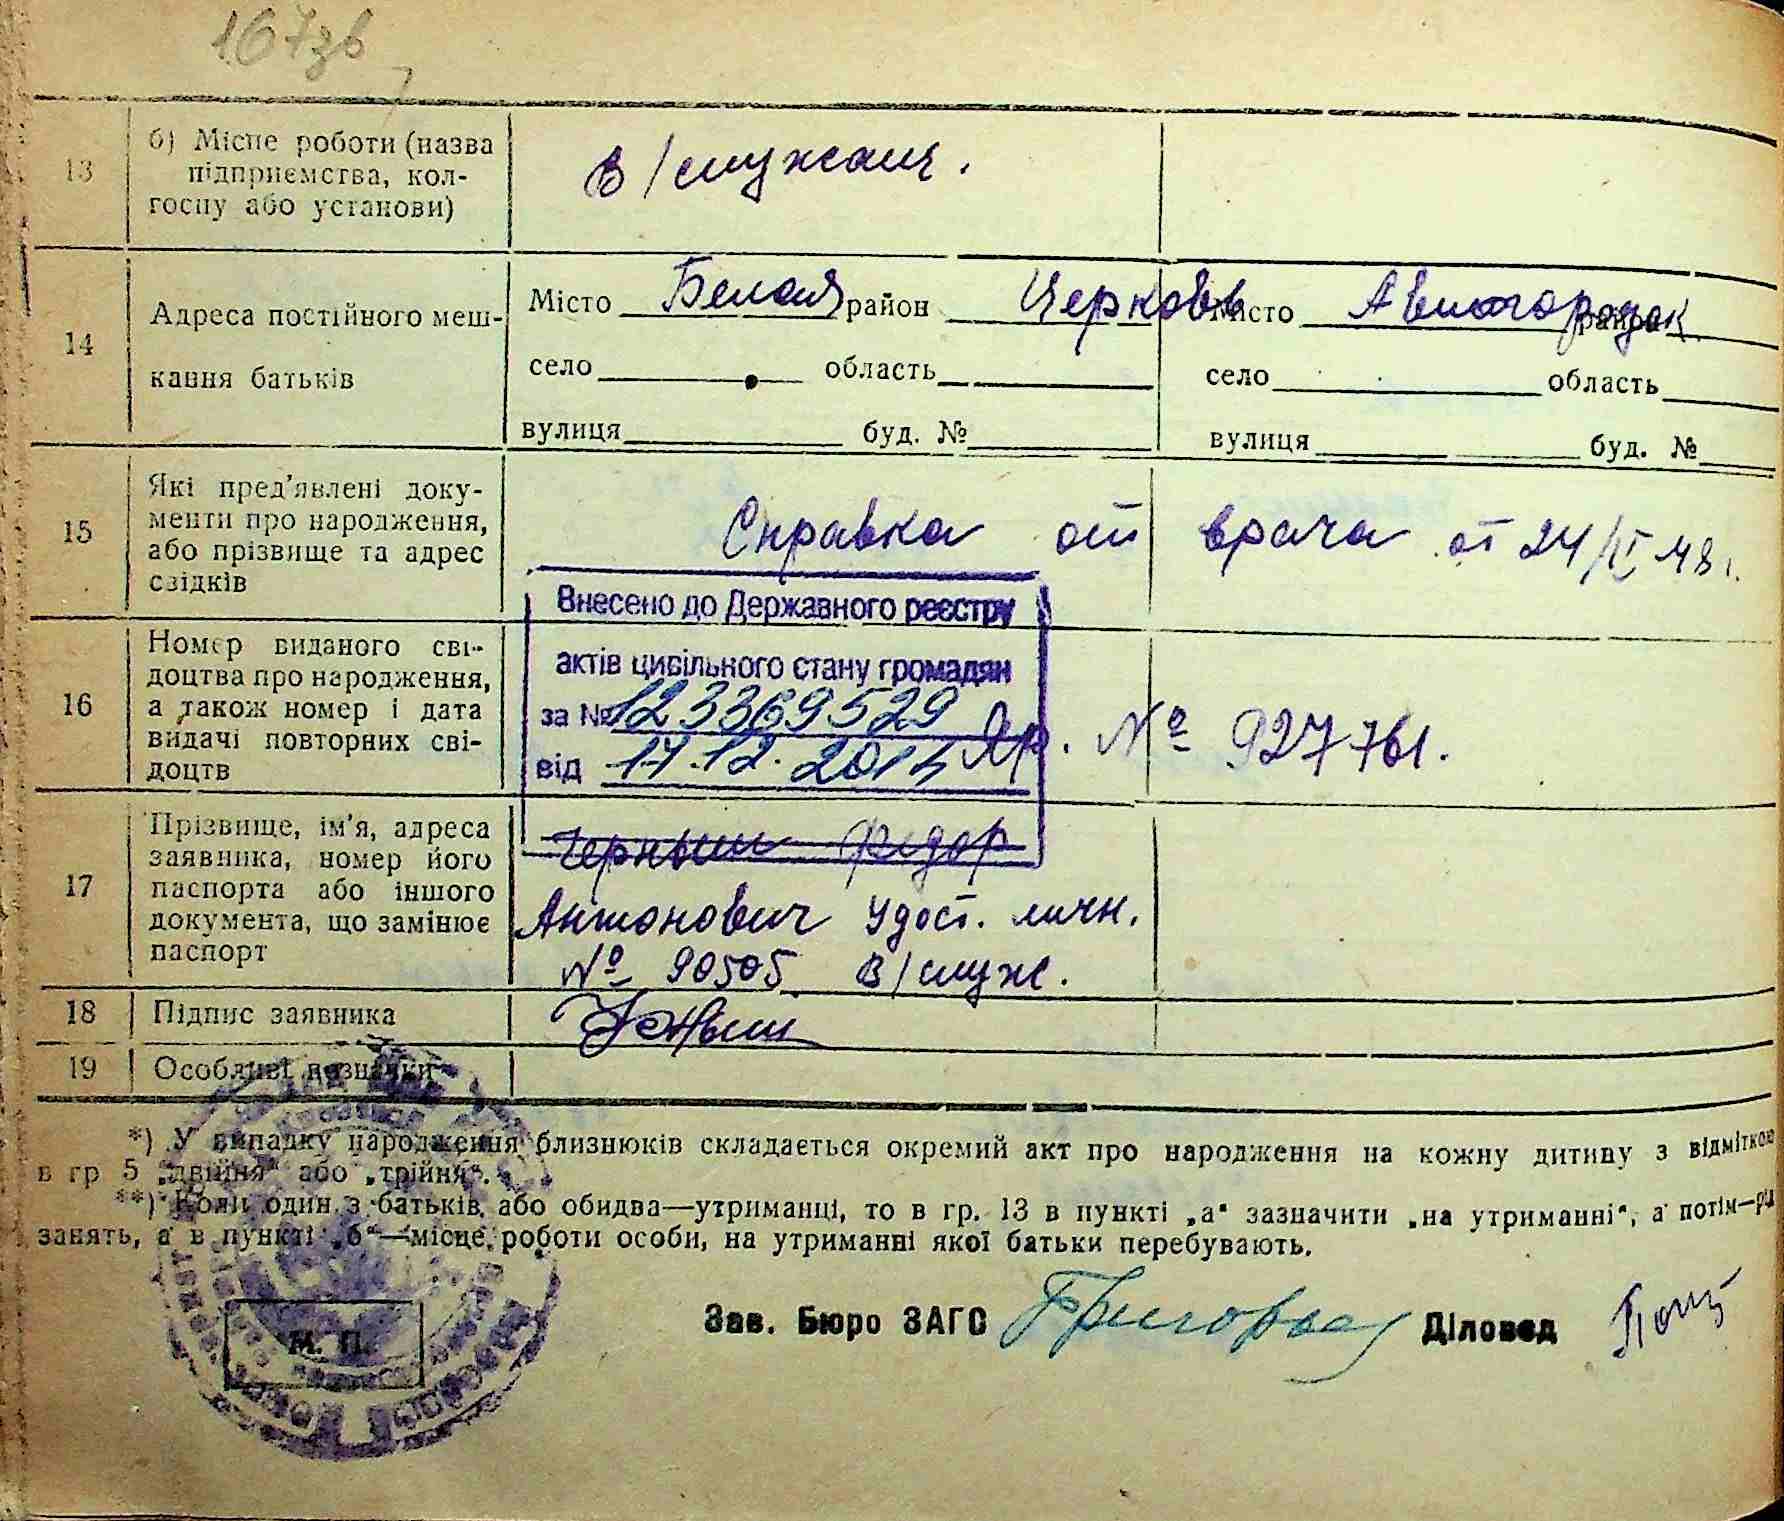 167зв
13
б) Місце роботи (назва
підприємства, кол-
госпу або установи)
В/служащ.
14
Адреса постійного меш-
кання батьків
Місто Белая район Церковь Місто Авиагородок район
село область село область
вулиця буд. № вулиця буд. №
15
Які пред'явлені доку-
менти про народження,
або прізвище та адрес
свідків
Справка от врача от 24/IX 48 г.
16
Номер виданого сві-
доцтва про народження,
а також номер і дата
видачі повторних сві-
доцтв
Внесено до Державного реєстру
актів цивільного стану громадян
за № 123369529
від 17.12.2014
Яр. № 927761.
17
Прізвище, ім'я, адреса
заявника, номер його
паспорта або іншого
документа, що замінює
паспорт
Черныш Федор
Антонович Удост. личн.
№ 90505 В/служ.
18 Підпис заявника
19 Особливі познačки
*) У випадку народження близнюків складається окремий акт про народження на кожну дитину з відміткою
в гр 5 „двійня“ або „трійня“.
**) Коли один з батьків, або обидва—утриманці, то в гр. 13 в пункті „а“ зазначити „на утриманні“, а потім—рід
занять, а в пункті „б“—місце роботи особи, на утриманні якої батьки перебувають.
М. П.
Зав. Бюро ЗАГС Діловод